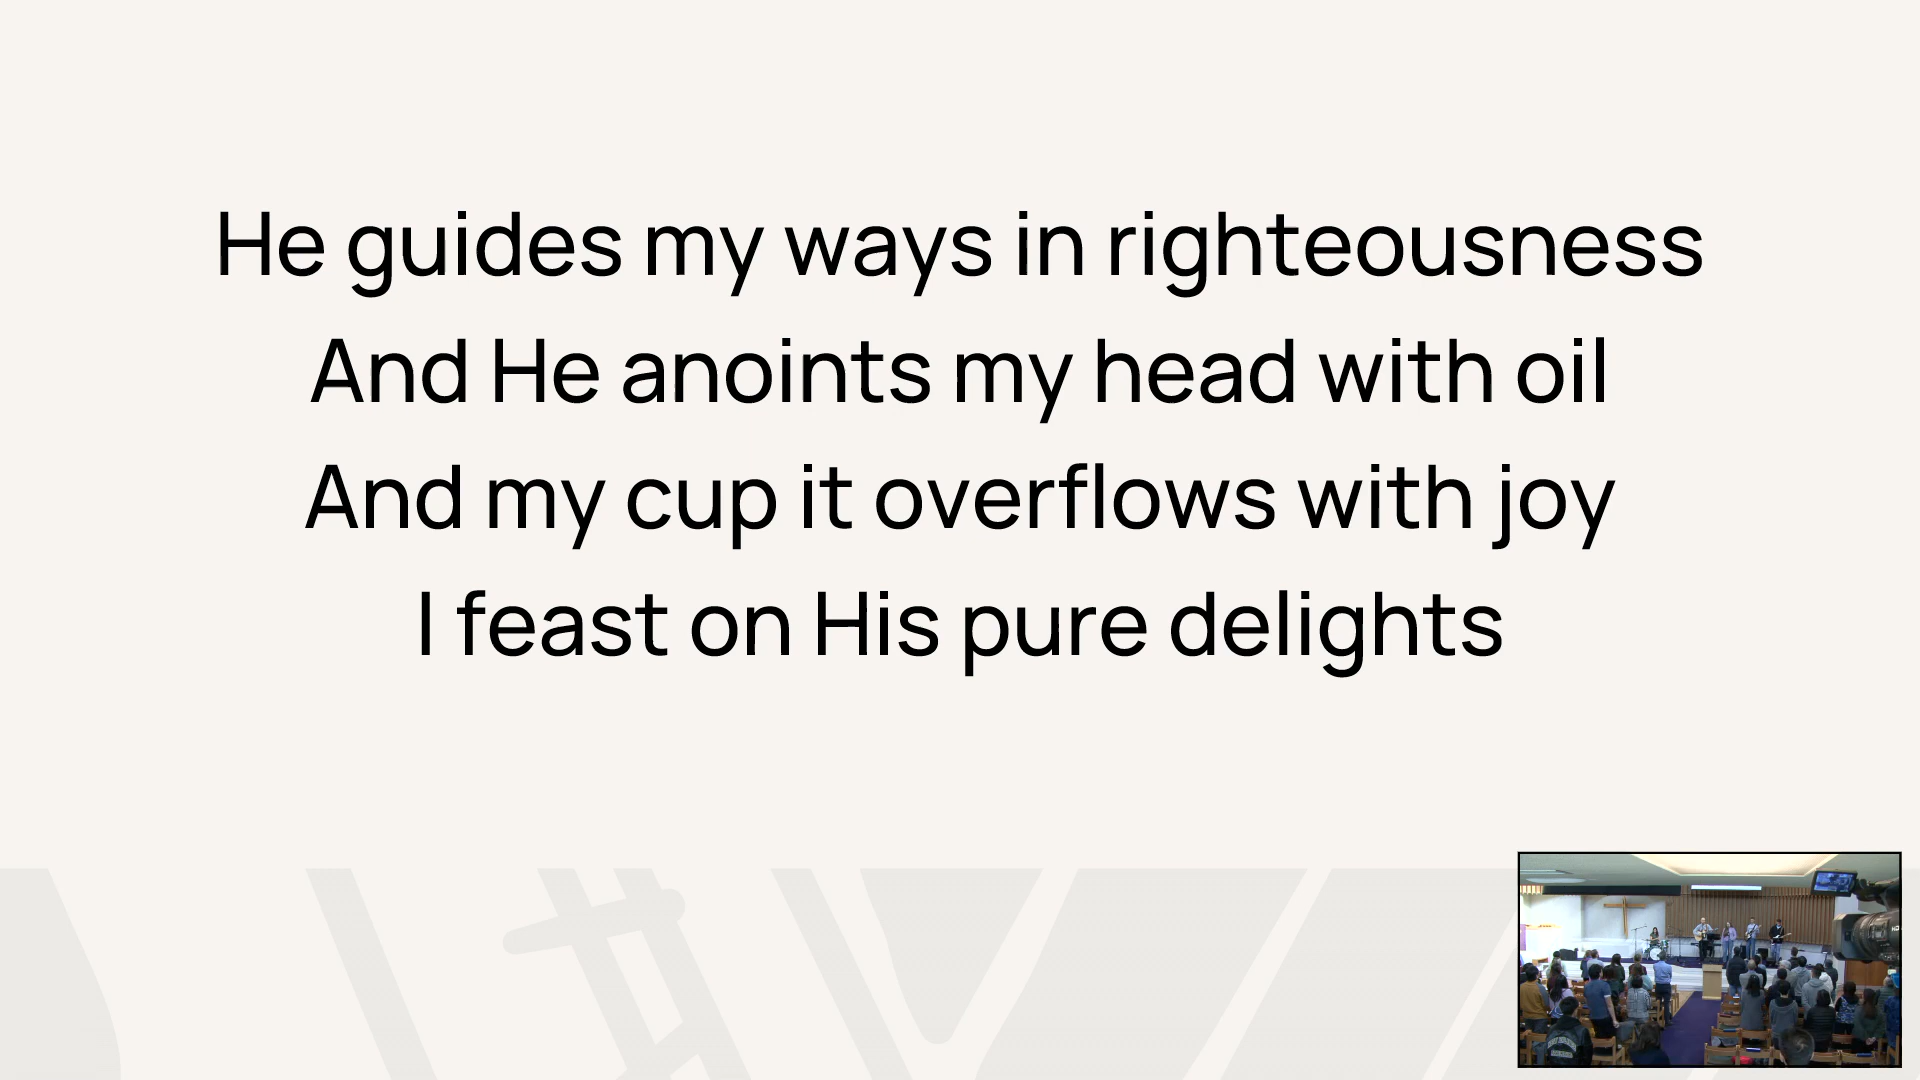 He guides my ways in righteousness
And He anoints my head with oil
And my cup it overflows with joy
I feast on His pure delights